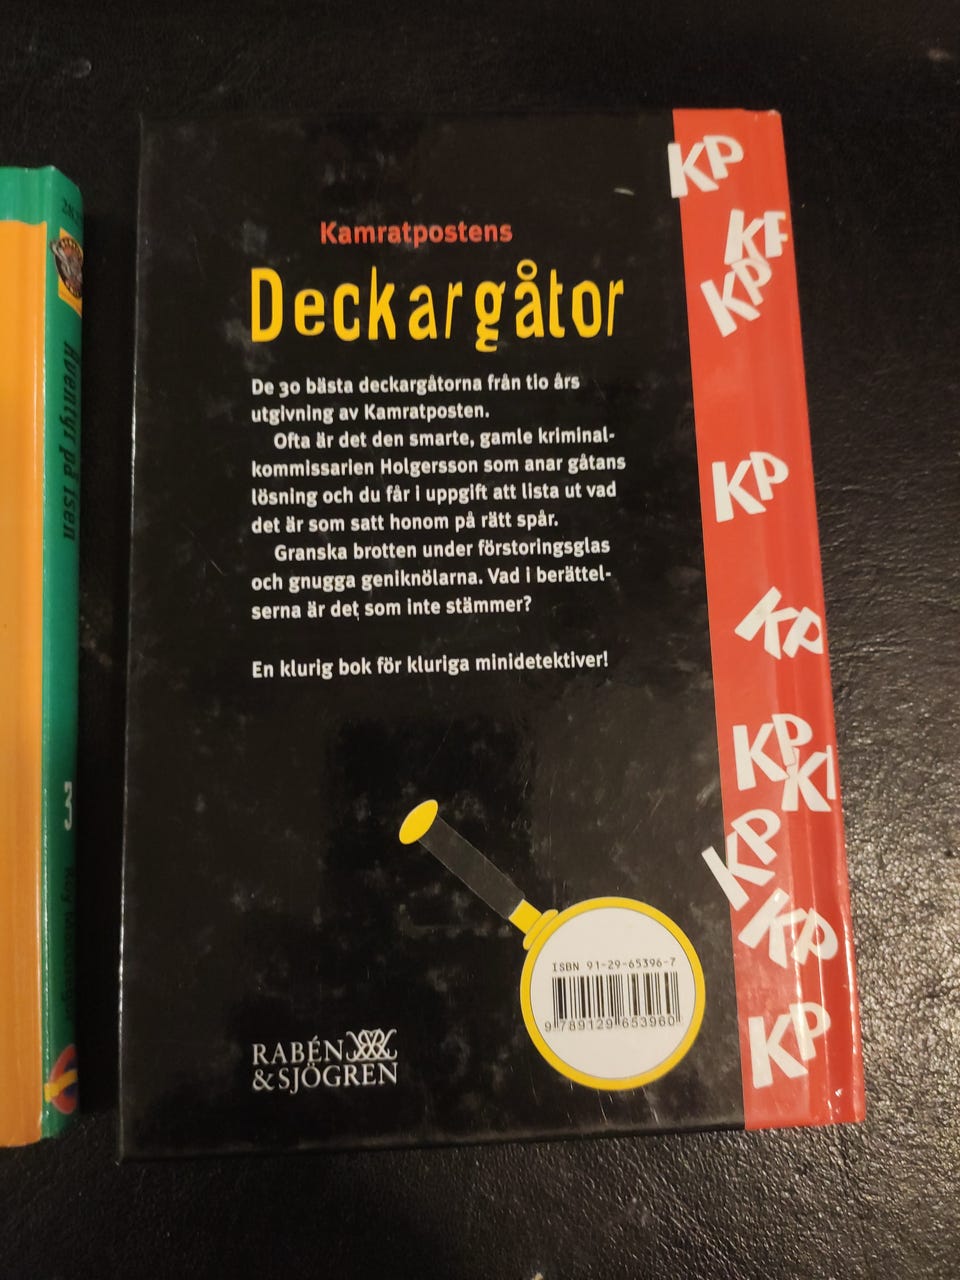 Kamratpostens
Deckargåtor
De 30 bästa deckargåtorna från tio års
utgivning av Kamratposten.
Ofta är det den smarte, gamle kriminal-
kommissarien Holgersson som anar gåtans
lösning och du får i uppgift att lista ut vad
det är som satt honom på rätt spår.
Granska brotten under förstoringsglas
och gnugga geniknölarna. Vad i berättel-
serna är det som inte stämmer?
En klurig bok för kluriga minidetektiver!
ISBN 91-29-65396-7
9 789129 653960
RABÉN
& SJÖGREN
KP
KP
KP
KP
KP
KP
K
KP
KP
KP
Äventyr på isen
3